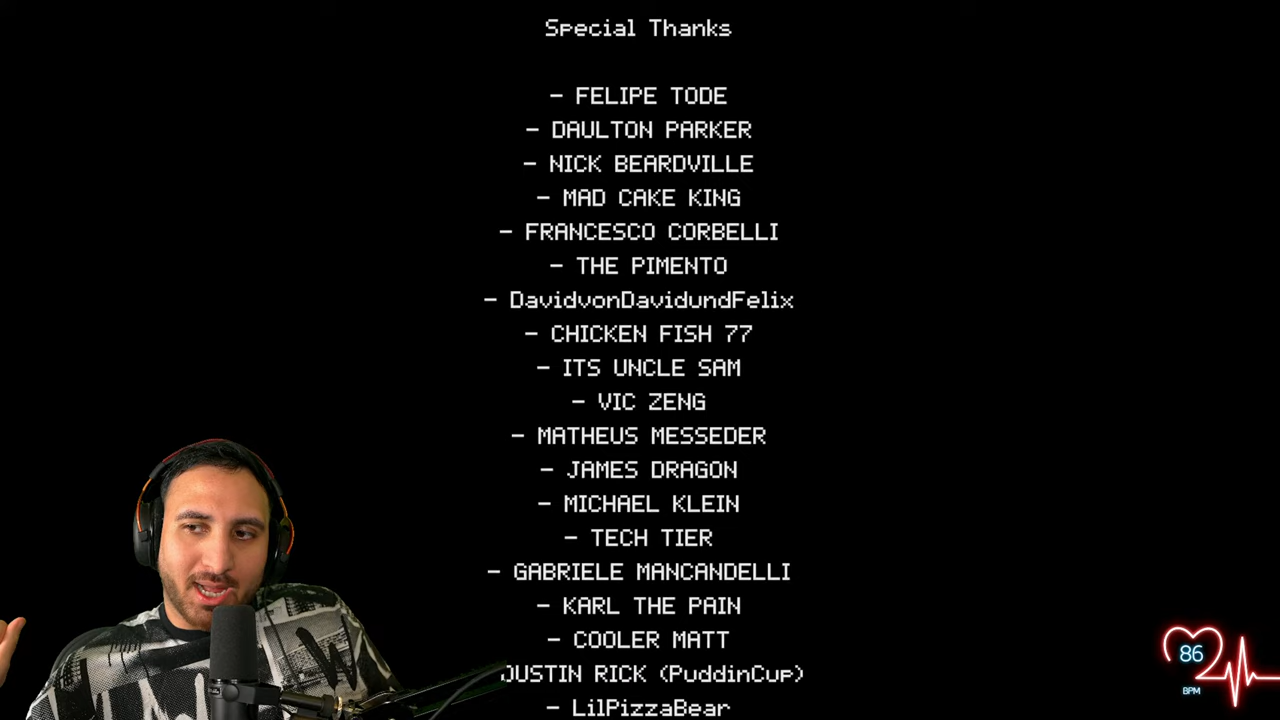 Special Thanks
- FELIPE TODE
- DAULTON PARKER
- NICK BEARDVILLE
- MAD CAKE KING
- FRANCESCO CORBELLI
- THE PIMENTO
- DavidvonDavidundFelix
- CHICKEN FISH 77
- ITS UNCLE SAM
- VIC ZENG
- MATHEUS MESSEDER
- JAMES DRAGON
- MICHAEL KLEIN
- TECH TIER
- GABRIELE MANCANDELLI
- KARL THE PAIN
- COOLER MATT
JUSTIN RICK (PuddinCup)
- LilPizzaBear
86
BPM